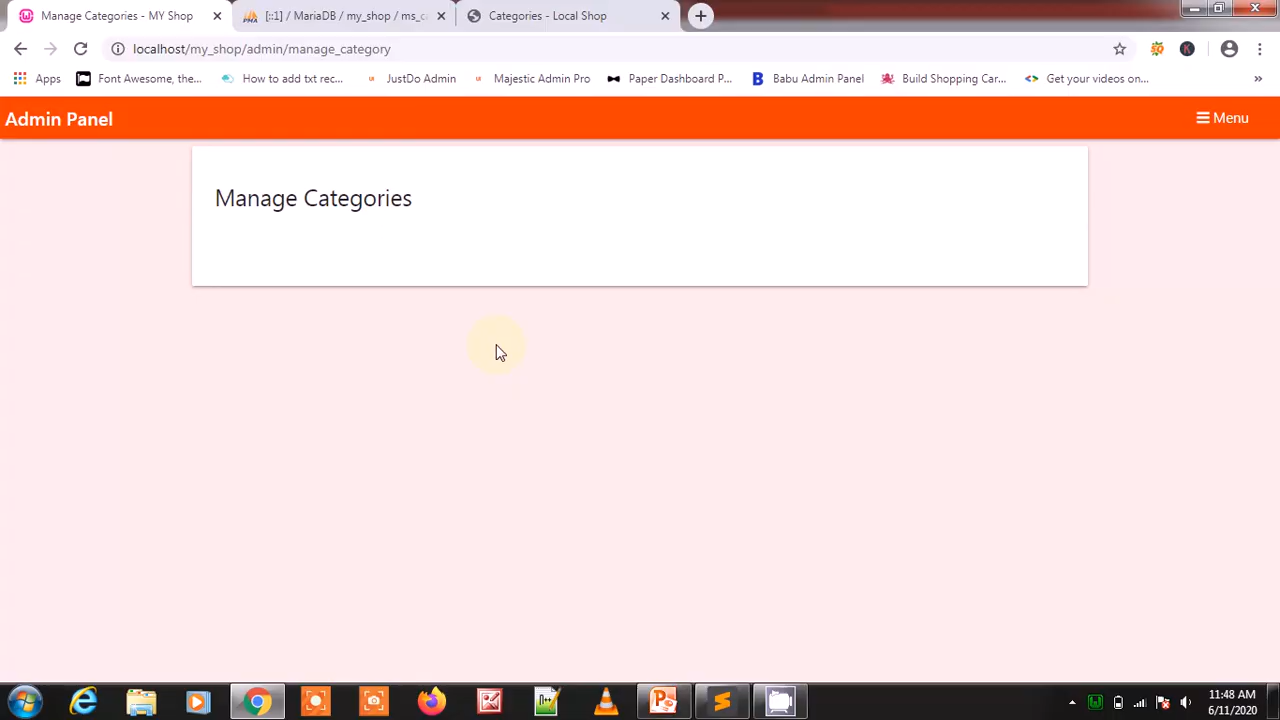 Manage Categories - MY Shop
[::1] / MariaDB / my_shop / ms_c
Categories - Local Shop
localhost/my_shop/admin/manage_category
Apps
Font Awesome, the...
How to add txt rec...
JustDo Admin
Majestic Admin Pro
Paper Dashboard P...
Babu Admin Panel
Build Shopping Car...
Get your videos on...
»
Admin Panel
Menu
Manage Categories
11:48 AM
6/11/2020